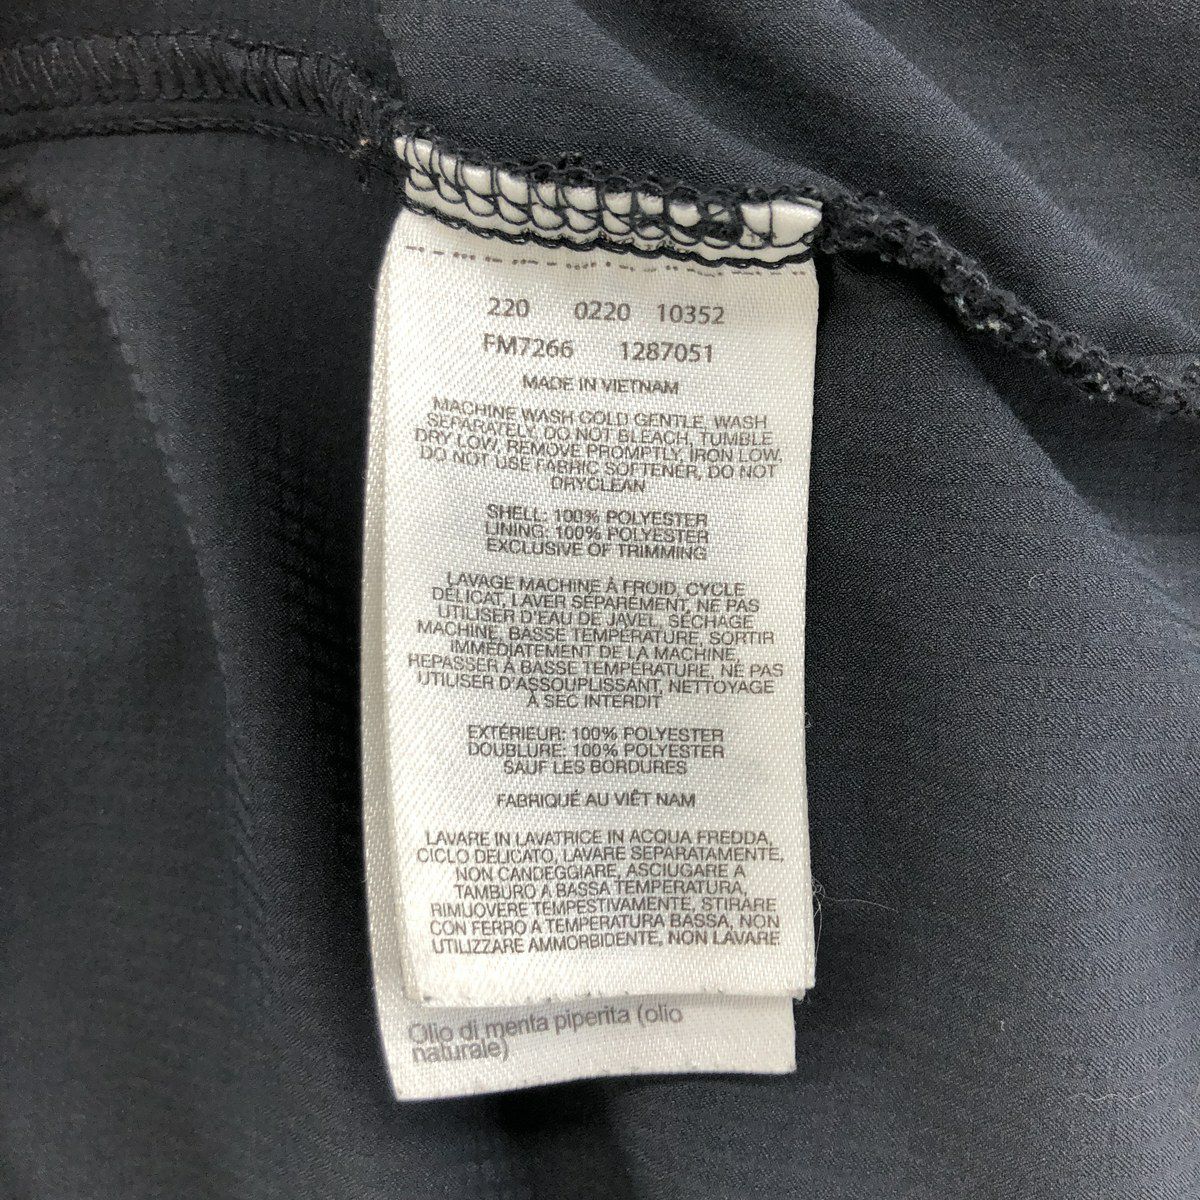 220 0220 10352
FM7266 1287051
MADE IN VIETNAM
MACHINE WASH COLD GENTLE, WASH
SEPARATELY, DO NOT BLEACH, TUMBLE
DRY LOW, REMOVE PROMPTLY, IRON LOW,
DO NOT USE FABRIC SOFTENER, DO NOT
DRYCLEAN
SHELL: 100% POLYESTER
LINING: 100% POLYESTER
EXCLUSIVE OF TRIMMING
LAVAGE MACHINE À FROID, CYCLE
DÉLICAT, LAVER SÉPARÉMENT, NE PAS
UTILISER D'EAU DE JAVEL, SÉCHAGE
MACHINE, BASSE TEMPÉRATURE, SORTIR
IMMÉDIATEMENT DE LA MACHINE,
REPASSER À BASSE TEMPÉRATURE, NE PAS
UTILISER D'ASSOUPLISSANT, NETTOYAGE
À SEC INTERDIT
EXTÉRIEUR: 100% POLYESTER
DOUBLURE: 100% POLYESTER
SAUF LES BORDURES
FABRIQUÉ AU VIÊT NAM
LAVARE IN LAVATRICE IN ACQUA FREDDA,
CICLO DELICATO, LAVARE SEPARATAMENTE,
NON CANDEGGIARE, ASCIUGARE A
TAMBURO A BASSA TEMPERATURA,
RIMUOVERE TEMPESTIVAMENTE, STIRARE
CON FERRO A TEMPERATURA BASSA, NON
UTILIZZARE AMMORBIDENTE, NON LAVARE
Olio di menta piperita (olio
naturale)